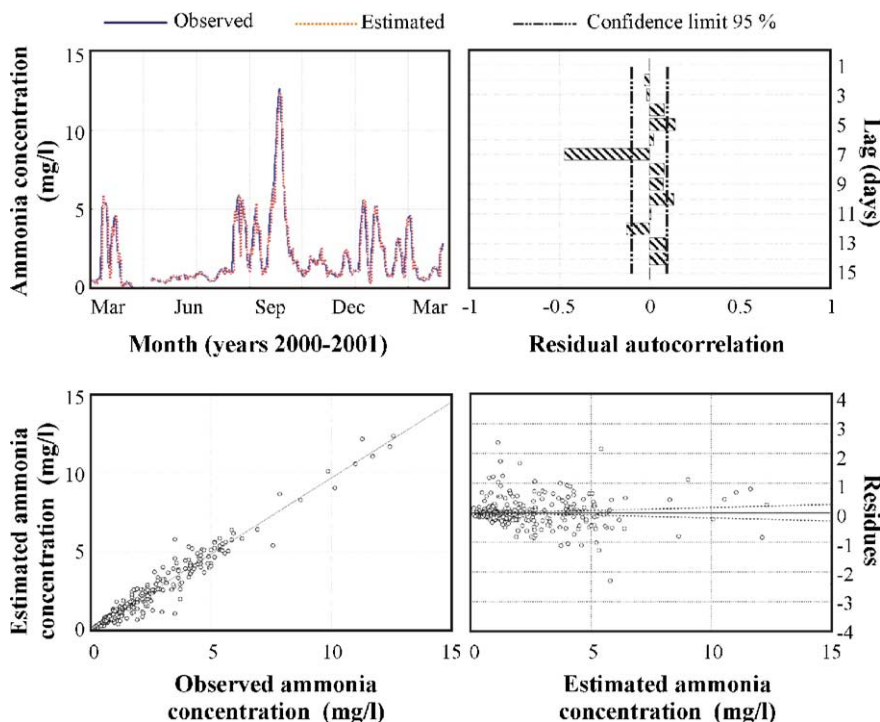 Observed Estimated Confidence limit 95 %
15
10
5
0
Ammonia concentration
(mg/l)
Mar Jun Sep Dec Mar
Month (years 2000-2001)
1
3
5
7
9
11
13
15
Lag (days)
-1 -0.5 0 0.5 1
Residual autocorrelation
15
10
5
0
Estimated ammonia
concentration (mg/l)
0 5 10 15
Observed ammonia
concentration (mg/l)
4
3
2
1
0
-1
-2
-3
-4
Residues
0 5 10 15
Estimated ammonia
concentration (mg/l)